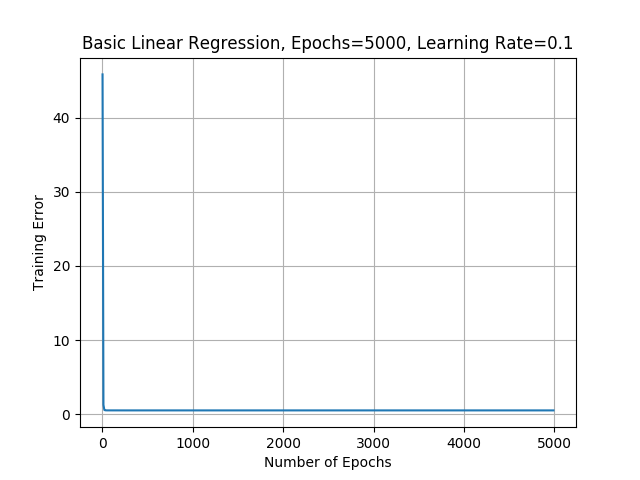 Basic Linear Regression, Epochs=5000, Learning Rate=0.1
40
30
20
10
0
Training Error
0 1000 2000 3000 4000 5000
Number of Epochs